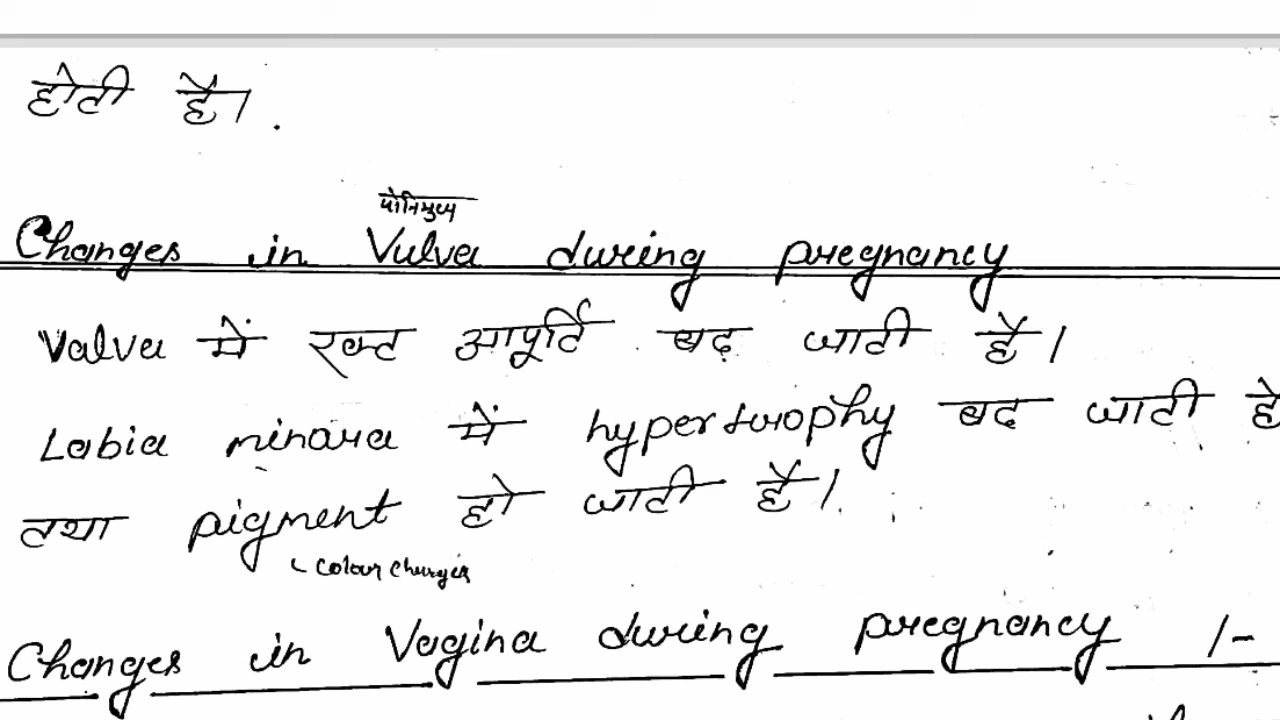 होती है।
योनिमुख
Changes in Vulva during pregnancy
Valva में रक्त आपूर्ति बढ़ जाती है।
Labia minora में hypertrophy बढ जाती है
तथा pigment हो जाती है।
colour changes
Changes in Vagina during pregnancy :-